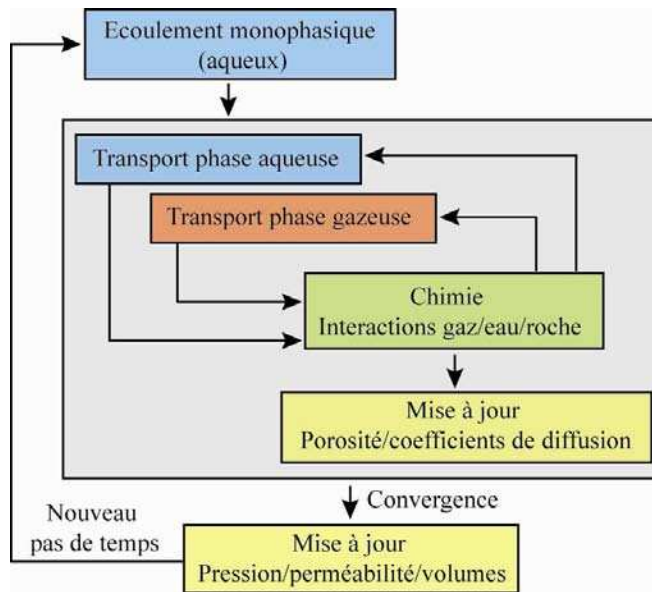 Ecoulement monophasique
(aqueux)
Transport phase aqueuse
Transport phase gazeuse
Chimie
Interactions gaz/eau/roche
Mise à jour
Porosité/coefficients de diffusion
Convergence
Nouveau
pas de temps
Mise à jour
Pression/perméabilité/volumes